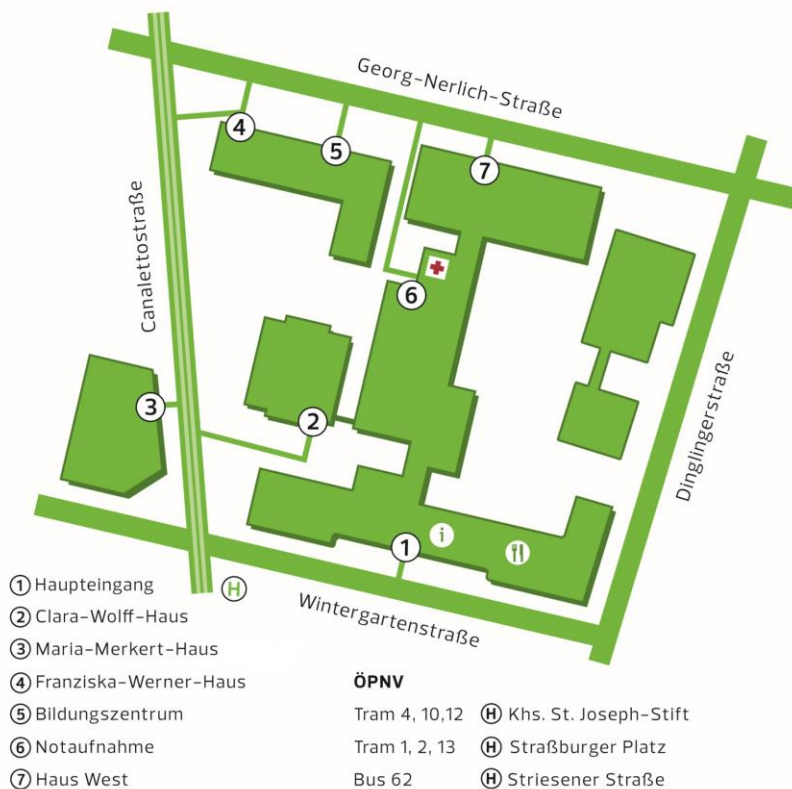 Georg-Nerlich-Straße
4
5
7
Canalettostraße
6
3
2
Dinglingerstraße
i
1
H
Wintergartenstraße
1 Haupteingang
2 Clara-Wolff-Haus
3 Maria-Merkert-Haus
4 Franziska-Werner-Haus
5 Bildungszentrum
6 Notaufnahme
7 Haus West
ÖPNV
Tram 4, 10,12 H Khs. St. Joseph-Stift
Tram 1, 2, 13 H Straßburger Platz
Bus 62 H Striesener Straße